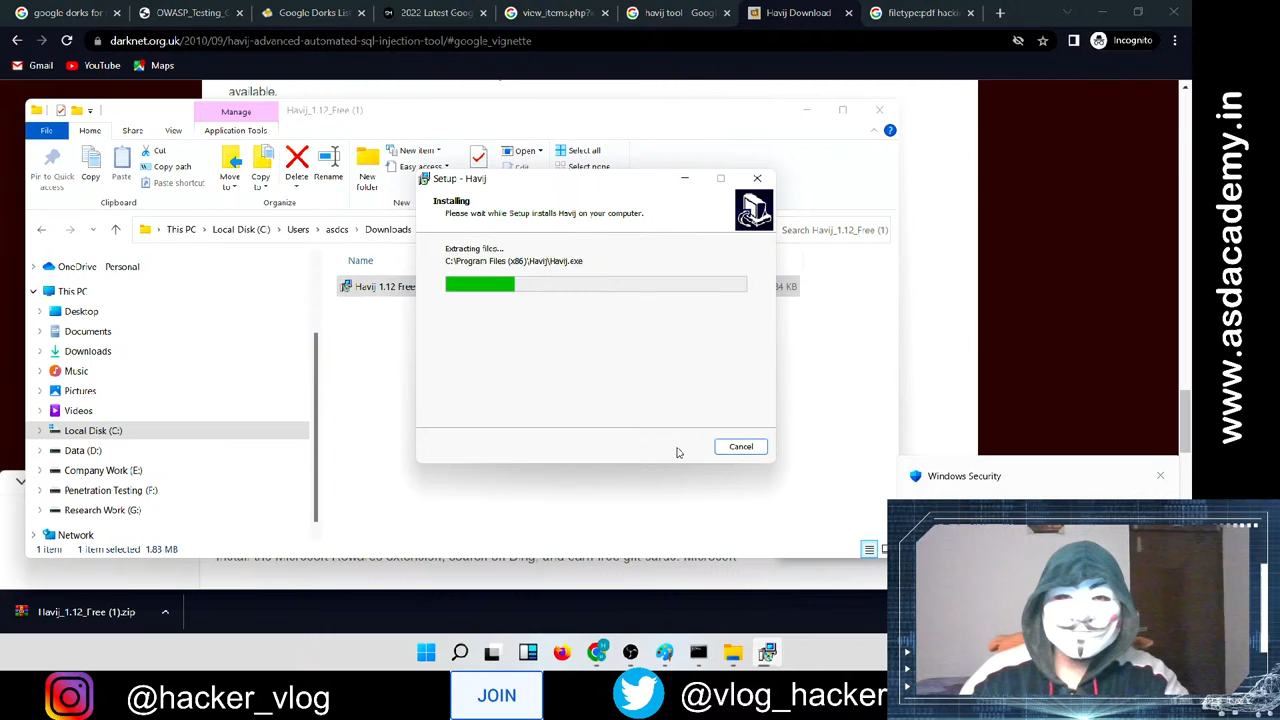 google dorks for s
OWASP_Testing_G
Google Dorks List
2022 Latest Goog
view_items.php?x
havij tool - Goog
Havij Download
filetype:pdf hackin
darknet.org.uk/2010/09/havij-advanced-automated-sql-injection-tool/#google_vignette
Incognito
Gmail
YouTube
Maps
available.
Manage
Havij_1.12_Free (1)
File
Home
Share
View
Application Tools
Pin to Quick access
Copy
Paste
Cut
Copy path
Paste shortcut
Clipboard
Move to
Copy to
Delete
Rename
Organize
New folder
New item
Easy access
New
Open
Select all
Select none
This PC
Local Disk (C:)
Users
asdcs
Downloads
Search Havij_1.12_Free (1)
Name
Havij 1.12 Free
34 KB
OneDrive - Personal
This PC
Desktop
Documents
Downloads
Music
Pictures
Videos
Local Disk (C:)
Data (D:)
Company Work (E:)
Penetration Testing (F:)
Research Work (G:)
Network
1 item
1 item selected 1.83 MB
Setup - Havij
Installing
Please wait while Setup installs Havij on your computer.
Extracting files...
C:\Program Files (x86)\Havij\Havij.exe
Cancel
Windows Security
Havij_1.12_Free (1).zip
@hacker_vlog
JOIN
@vlog_hacker
www.asdacademy.in